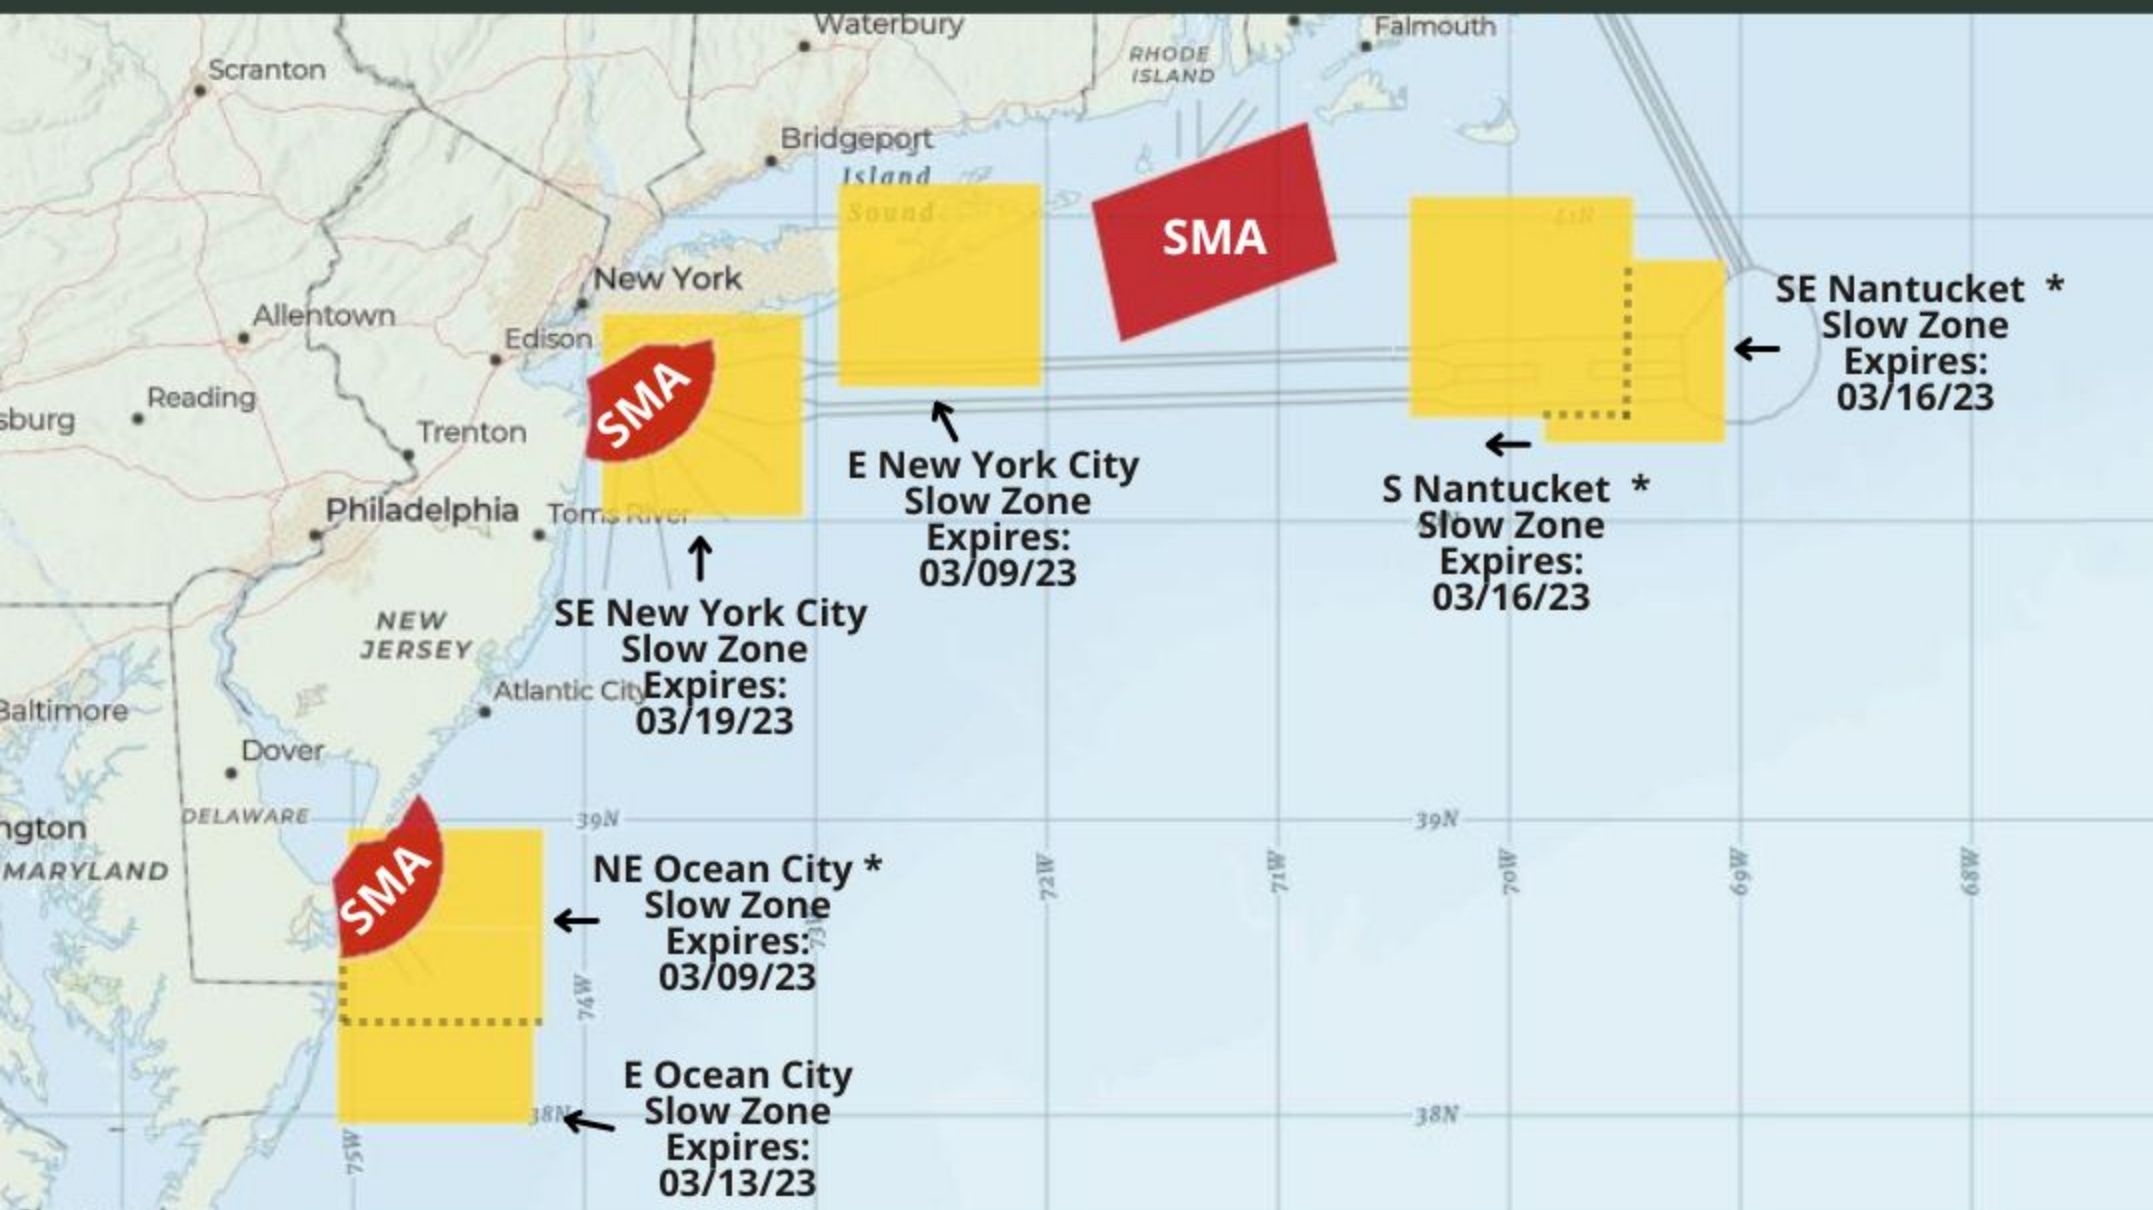 Waterbury
Falmouth
RHODE
ISLAND
Scranton
Bridgeport
Island
Sound
SMA
41N
New York
Allentown
Edison
SE Nantucket *
Slow Zone
Expires:
03/16/23
Reading
sburg
Trenton
SMA
E New York City
Slow Zone
Expires:
03/09/23
S Nantucket *
Slow Zone
Expires:
03/16/23
Philadelphia
Toms River
NEW
JERSEY
SE New York City
Slow Zone
Expires:
03/19/23
Atlantic City
Baltimore
Dover
DELAWARE
39N
39N
ngton
MARYLAND
SMA
NE Ocean City *
Slow Zone
Expires:
03/09/23
72W
71W
70W
69W
68W
73W
74W
E Ocean City
Slow Zone
Expires:
03/13/23
38N
38N
75W